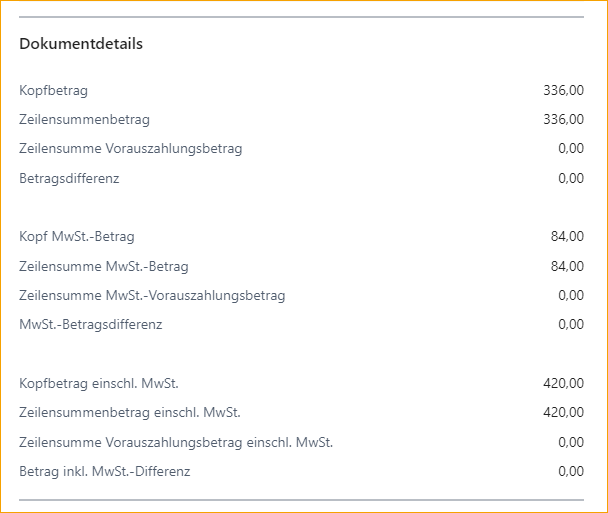 Dokumentdetails
Kopfbetrag 336,00
Zeilensummenbetrag 336,00
Zeilensumme Vorauszahlungsbetrag 0,00
Betragsdifferenz 0,00
Kopf MwSt.-Betrag 84,00
Zeilensumme MwSt.-Betrag 84,00
Zeilensumme MwSt.-Vorauszahlungsbetrag 0,00
MwSt.-Betragsdifferenz 0,00
Kopfbetrag einschl. MwSt. 420,00
Zeilensummenbetrag einschl. MwSt. 420,00
Zeilensumme Vorauszahlungsbetrag einschl. MwSt. 0,00
Betrag inkl. MwSt.-Differenz 0,00